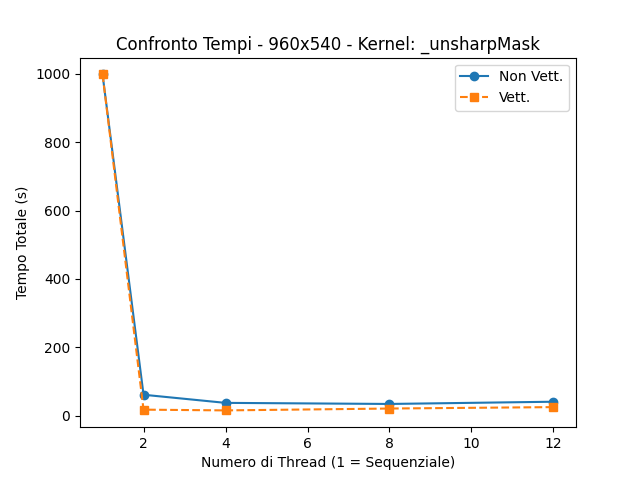 Confronto Tempi - 960x540 - Kernel: _unsharpMask
Non Vett.
Vett.
Tempo Totale (s)
1000
800
600
400
200
0
2 4 6 8 10 12
Numero di Thread (1 = Sequenziale)